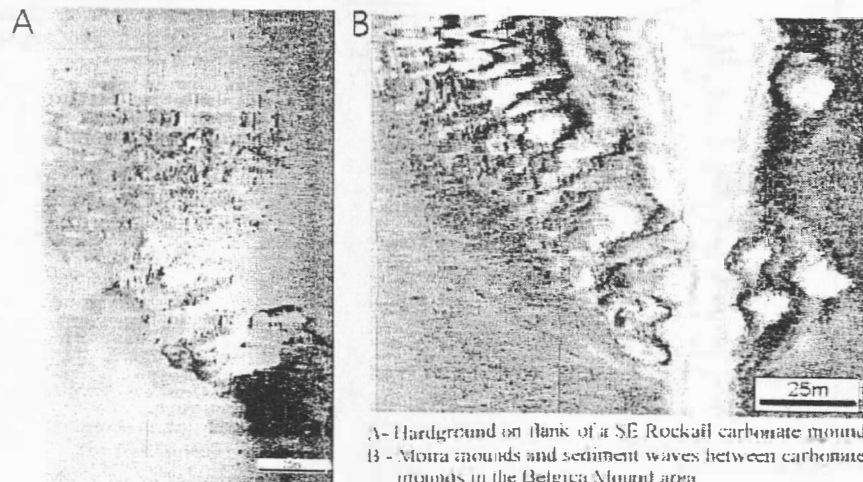 A
B
25m
A - Hardground on flank of a SE Rockall carbonate mound
B - Moira mounds and sediment waves between carbonate
mounds in the Belgica Mound area